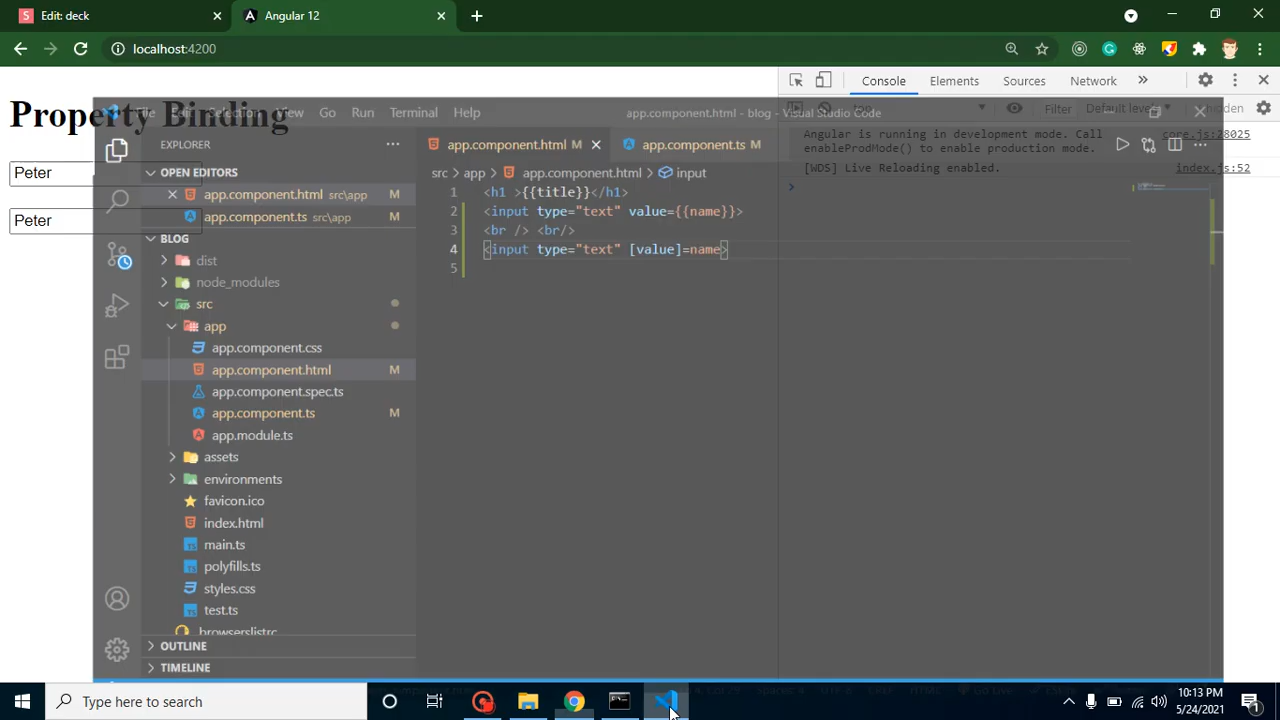 Edit: deck
Angular 12
localhost:4200
Property Binding
Peter
Peter
Console
Elements
Sources
Network
top
Filter
Default levels
hidden
Angular is running in development mode. Call
enableProdMode() to enable production mode.
core.js:28025
[WDS] Live Reloading enabled.
index.js:52
File Edit Selection View Go Run Terminal Help
app.component.html - blog - Visual Studio Code
EXPLORER
OPEN EDITORS
app.component.html src\app
app.component.ts src\app
BLOG
dist
node_modules
src
app
app.component.css
app.component.html M
app.component.spec.ts
app.component.ts M
app.module.ts
assets
environments
favicon.ico
index.html
main.ts
polyfills.ts
styles.css
test.ts
.browserslistrc
OUTLINE
TIMELINE
app.component.html M
app.component.ts M
src > app > app.component.html > input
1 <h1 >{{title}}</h1>
2 <input type="text" value={{name}}>
3 <br /> <br/>
4 <input type="text" [value]=name>
5
Type here to search
10:13 PM
5/24/2021
1